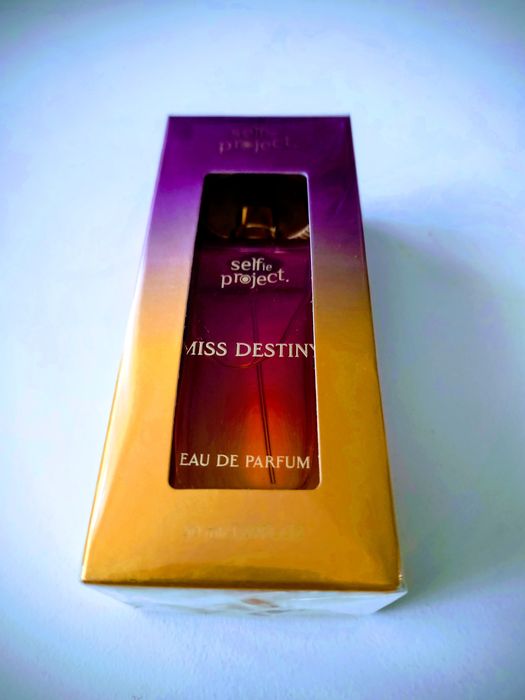 selfie
project.
selfie
project.
MISS DESTINY
EAU DE PARFUM